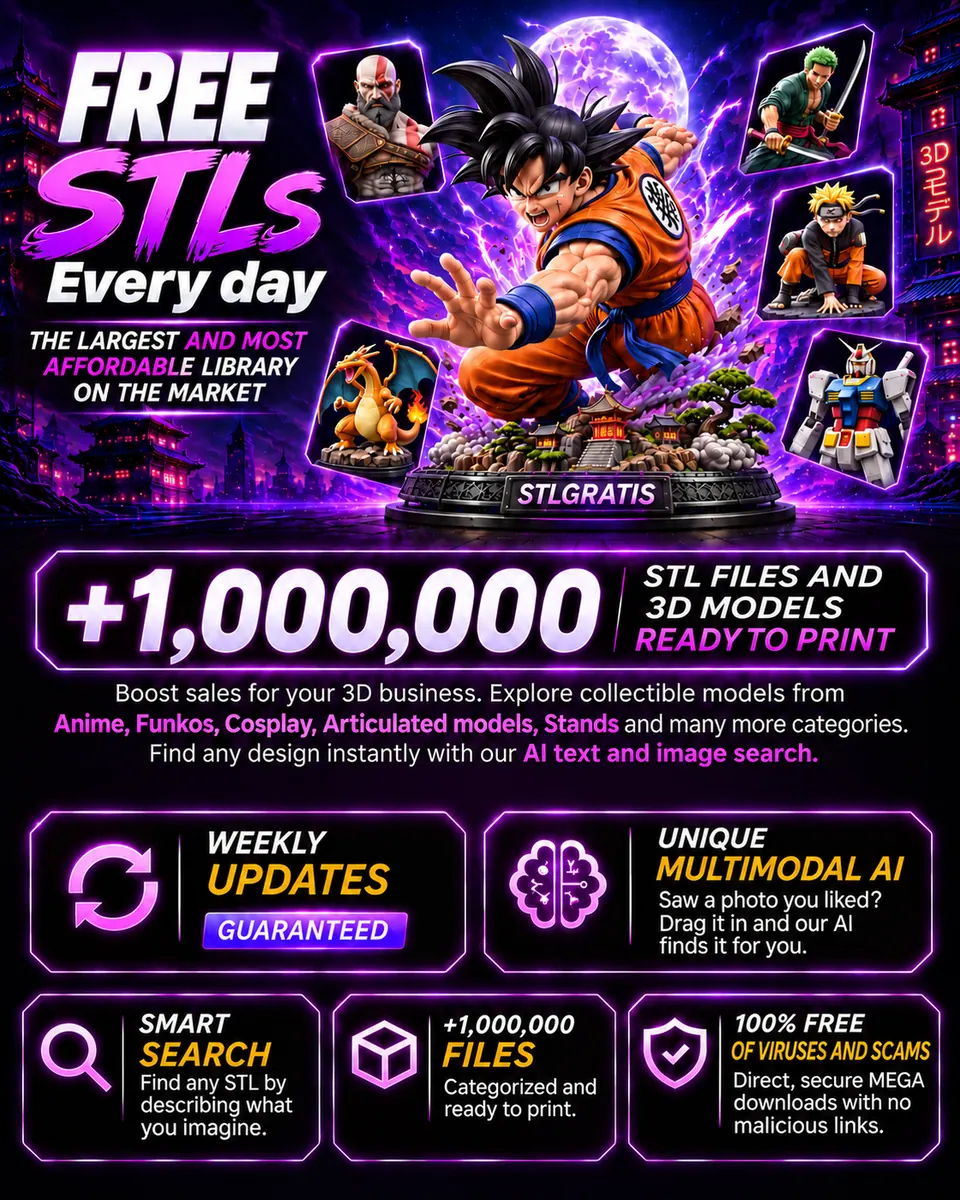 FREE
STLs
Every day
THE LARGEST AND MOST
AFFORDABLE LIBRARY
ON THE MARKET
3Dモデル
STLGRATIS
+1,000,000
STL FILES AND
3D MODELS
READY TO PRINT
Boost sales for your 3D business. Explore collectible models from
Anime, Funkos, Cosplay, Articulated models, Stands and many more categories.
Find any design instantly with our AI text and image search.
WEEKLY
UPDATES
GUARANTEED
UNIQUE
MULTIMODAL AI
Saw a photo you liked?
Drag it in and our AI
finds it for you.
SMART
SEARCH
Find any STL by
describing what
you imagine.
+1,000,000
FILES
Categorized and
ready to print.
100% FREE
OF VIRUSES AND SCAMS
Direct, secure MEGA
downloads with no
malicious links.